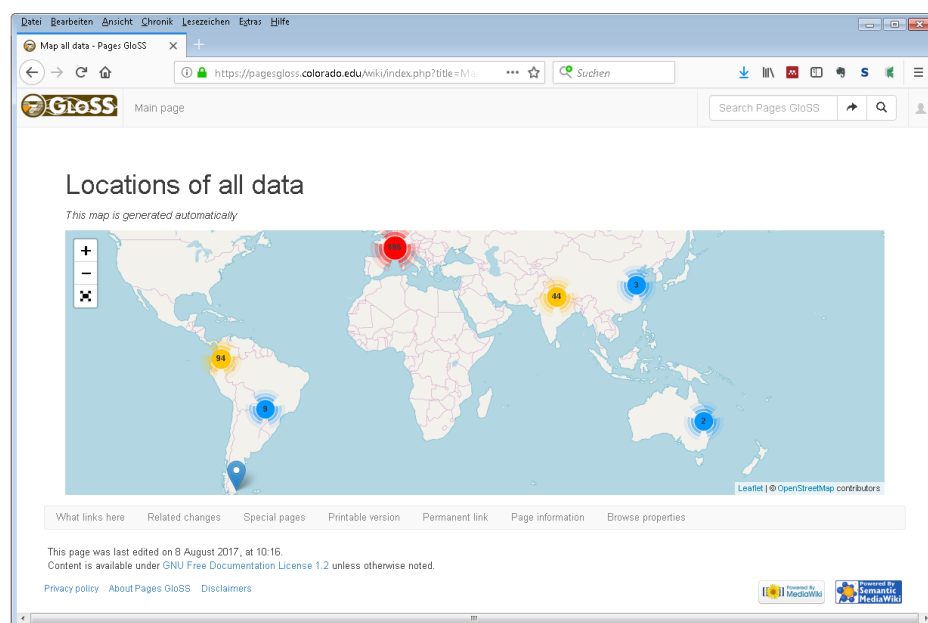 Datei Bearbeiten Ansicht Chronik Lesezeichen Extras Hilfe
Map all data - Pages GloSS
https://pagesgloss.colorado.edu/wiki/index.php?title=Ma
Suchen
GLOSS Main page
Search Pages GloSS
Locations of all data
This map is generated automatically
+
−
3
44
94
9
2
Leaflet | © OpenStreetMap contributors
What links here Related changes Special pages Printable version Permanent link Page information Browse properties
This page was last edited on 8 August 2017, at 10:16.
Content is available under GNU Free Documentation License 1.2 unless otherwise noted.
Privacy policy About Pages GloSS Disclaimers
Powered By MediaWiki
Powered By Semantic MediaWiki